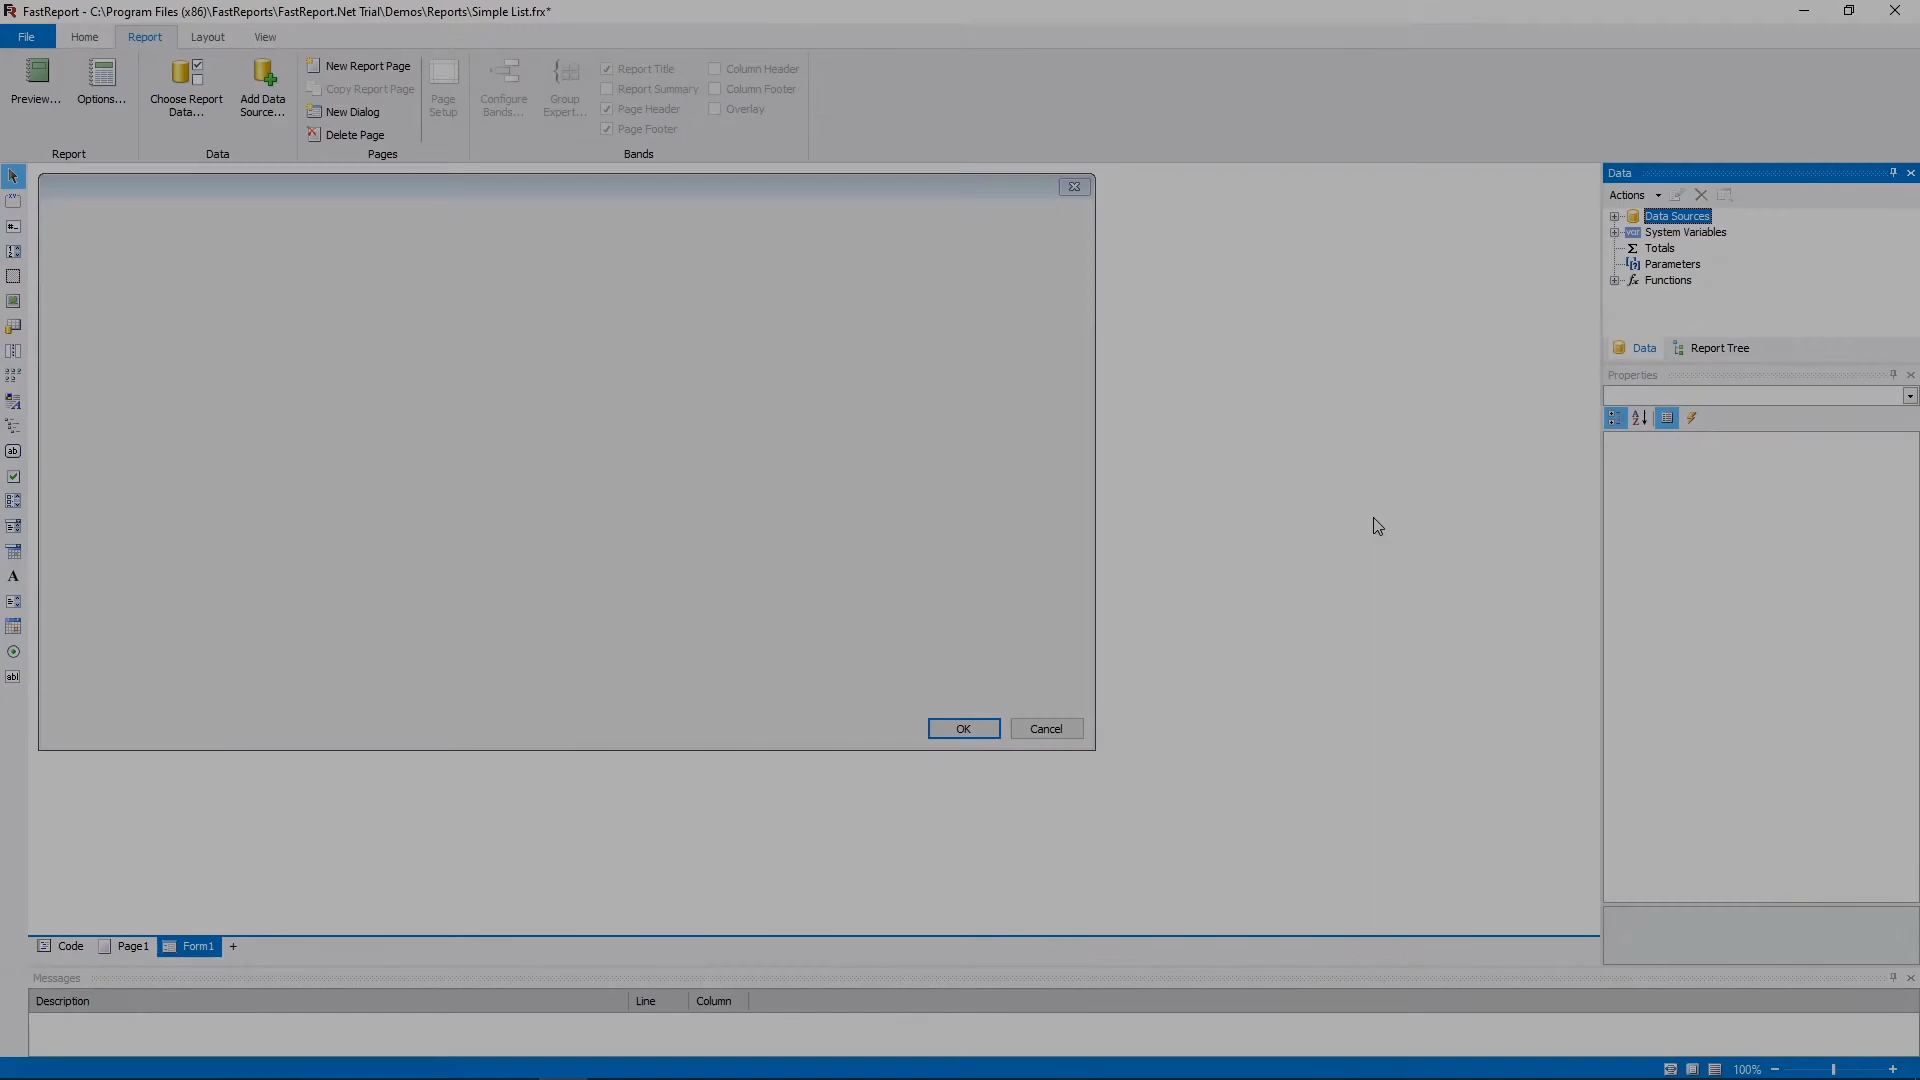 FastReport - C:\Program Files (x86)\FastReports\FastReport.Net Trial\Demos\Reports\Simple List.frx*
File Home Report Layout View
Preview... Options... Choose Report Data... Add Data Source...
New Report Page
Copy Report Page
New Dialog
Delete Page
Page Setup
Configure Bands...
Group Expert...
Report Title
Report Summary
Page Header
Page Footer
Column Header
Column Footer
Overlay
Report Data Pages Bands
Data
Actions
Data Sources
var System Variables
Totals
Parameters
Functions
Data Report Tree
Properties
OK Cancel
Code Page1 Form1 +
Messages
Description Line Column
100%